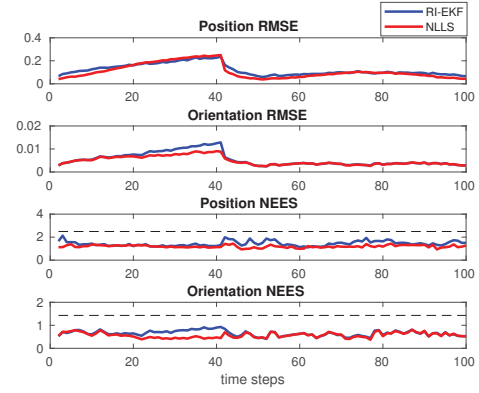 RI-EKF
NLLS
Position RMSE
0.4
0.2
0
0 20 40 60 80 100
Orientation RMSE
0.02
0.01
0
0 20 40 60 80 100
Position NEES
4
2
0
0 20 40 60 80 100
Orientation NEES
2
1
0
0 20 40 60 80 100
time steps